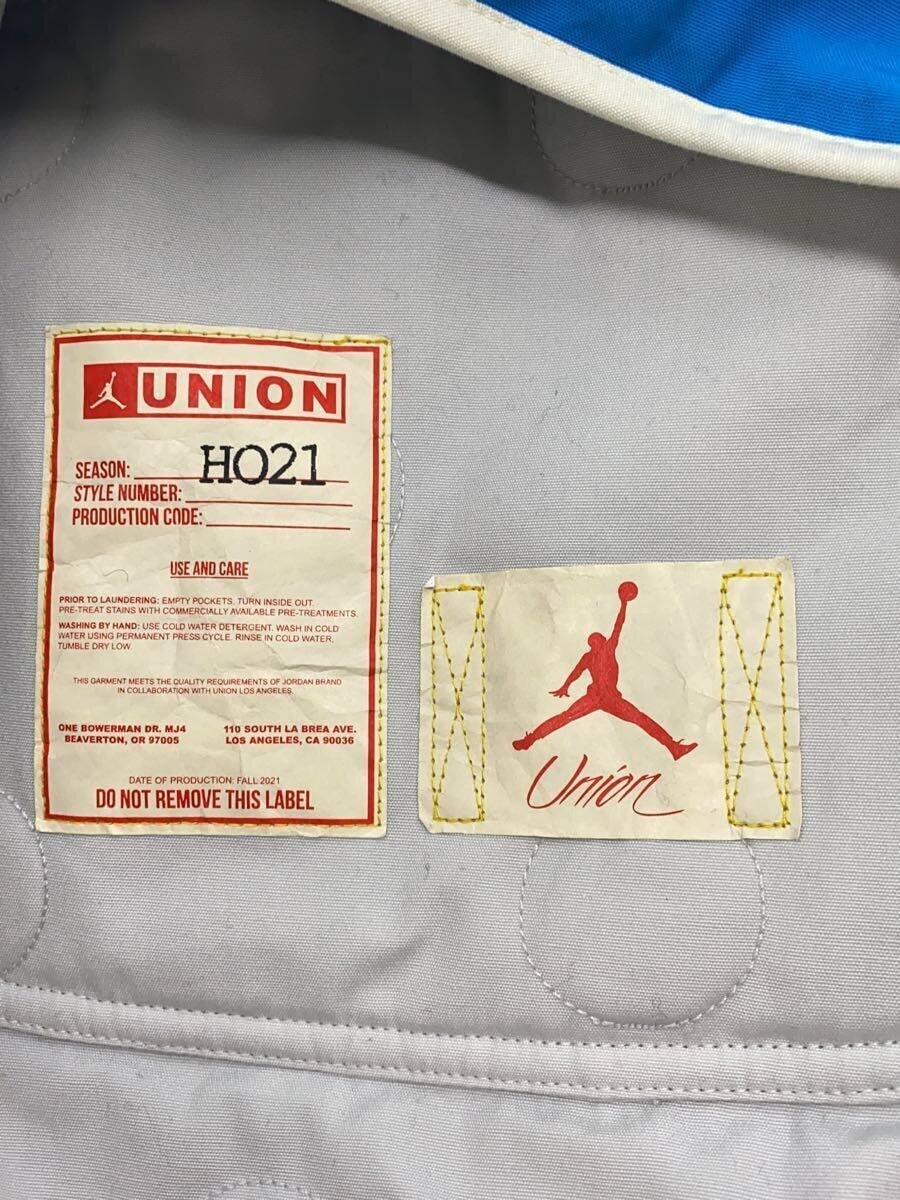 UNION
SEASON: HO21
STYLE NUMBER:
PRODUCTION CODE:
USE AND CARE
PRIOR TO LAUNDERING: EMPTY POCKETS. TURN INSIDE OUT.
PRE-TREAT STAINS WITH COMMERCIALLY AVAILABLE PRE-TREATMENTS.
WASHING BY HAND: USE COLD WATER DETERGENT. WASH IN COLD
WATER USING PERMANENT PRESS CYCLE. RINSE IN COLD WATER,
TUMBLE DRY LOW.
THIS GARMENT MEETS THE QUALITY REQUIREMENTS OF JORDAN BRAND
IN COLLABORATION WITH UNION LOS ANGELES.
ONE BOWERMAN DR. MJ4 110 SOUTH LA BREA AVE.
BEAVERTON, OR 97005 LOS ANGELES, CA 90036
DATE OF PRODUCTION: FALL 2021
DO NOT REMOVE THIS LABEL
Union